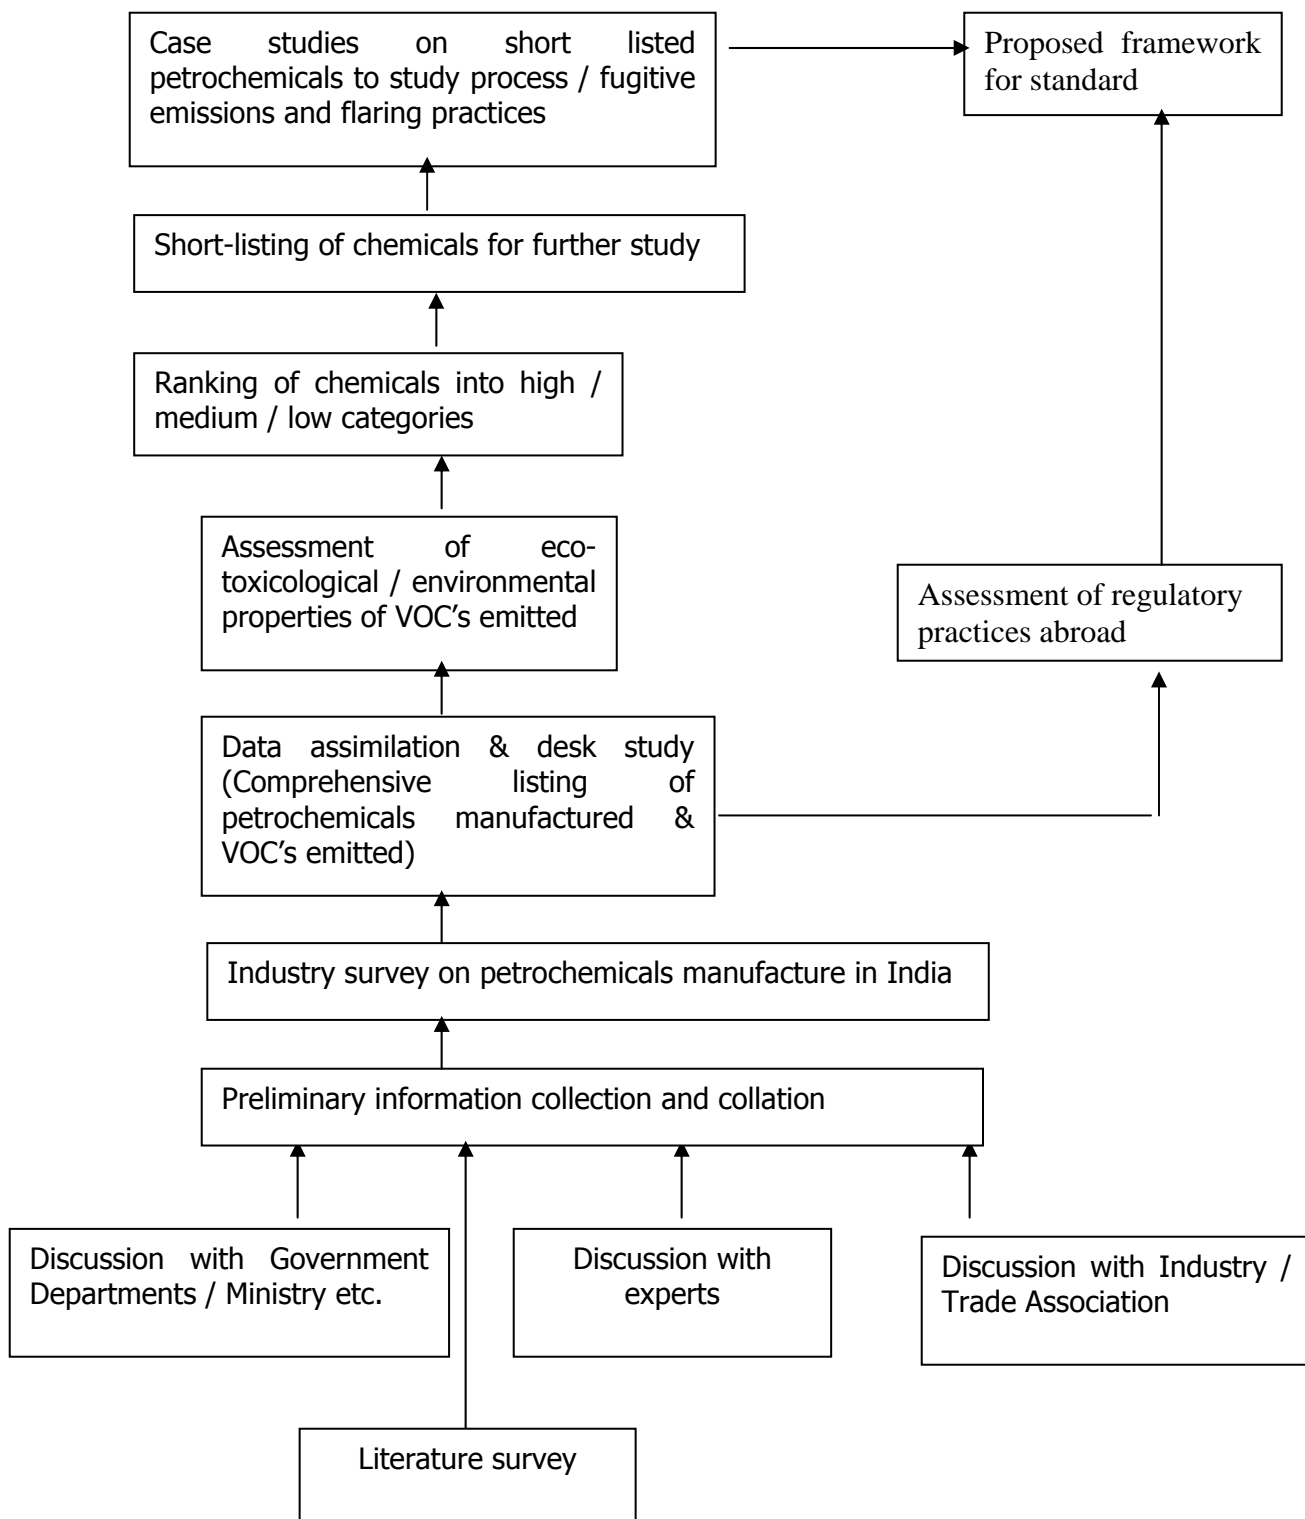 Case studies on short listed
petrochemicals to study process / fugitive
emissions and flaring practices
Proposed framework
for standard
Short-listing of chemicals for further study
Ranking of chemicals into high /
medium / low categories
Assessment of eco-
toxicological / environmental
properties of VOC’s emitted
Assessment of regulatory
practices abroad
Data assimilation & desk study
(Comprehensive listing of
petrochemicals manufactured &
VOC’s emitted)
Industry survey on petrochemicals manufacture in India
Preliminary information collection and collation
Discussion with Government
Departments / Ministry etc.
Discussion with
experts
Discussion with Industry /
Trade Association
Literature survey